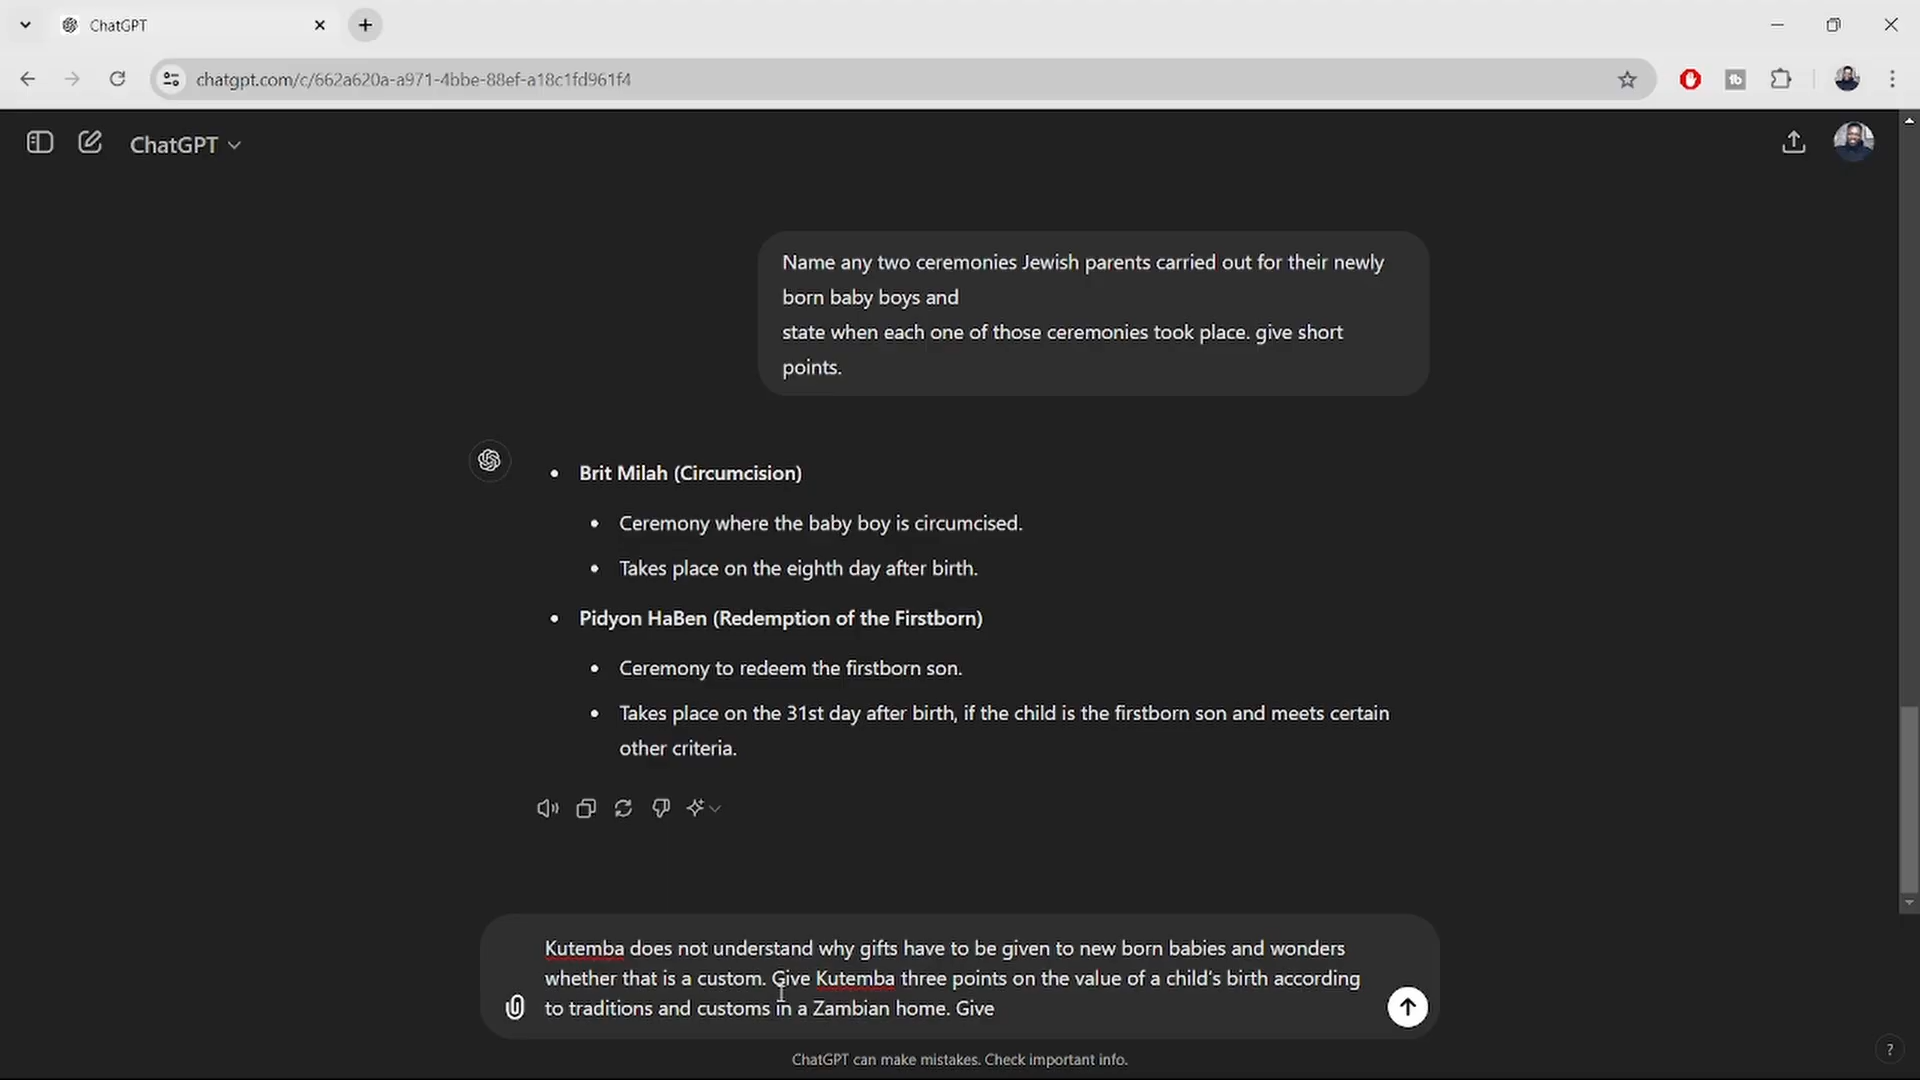 ChatGPT
chatgpt.com/c/662a620a-a971-4bbe-88ef-a18c1fd961f4
ChatGPT
Name any two ceremonies Jewish parents carried out for their newly
born baby boys and
state when each one of those ceremonies took place. give short
points.
• Brit Milah (Circumcision)
• Ceremony where the baby boy is circumcised.
• Takes place on the eighth day after birth.
• Pidyon HaBen (Redemption of the Firstborn)
• Ceremony to redeem the firstborn son.
• Takes place on the 31st day after birth, if the child is the firstborn son and meets certain
other criteria.
Kutemba does not understand why gifts have to be given to new born babies and wonders
whether that is a custom. Give Kutemba three points on the value of a child's birth according
to traditions and customs in a Zambian home. Give
ChatGPT can make mistakes. Check important info.
?